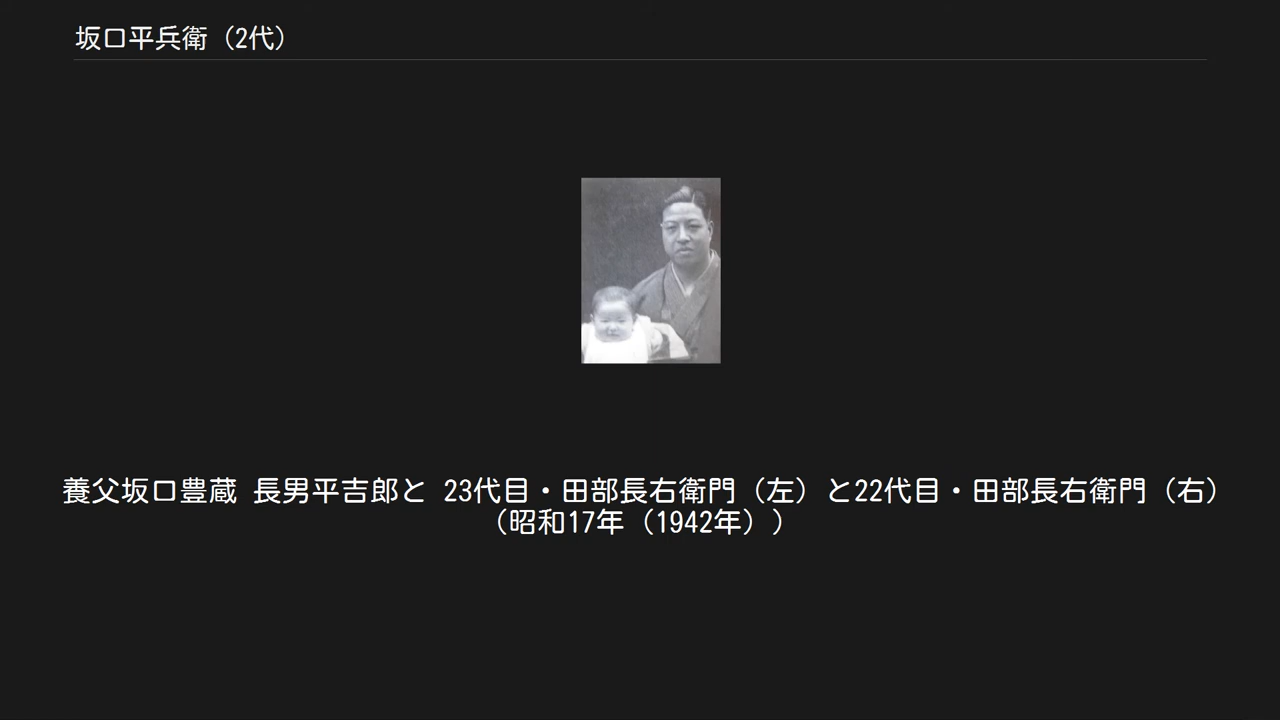 坂口平兵衛（2代）
養父坂口豊蔵 長男平吉郎と 23代目・田部長右衛門（左）と22代目・田部長右衛門（右）
（昭和17年（1942年））